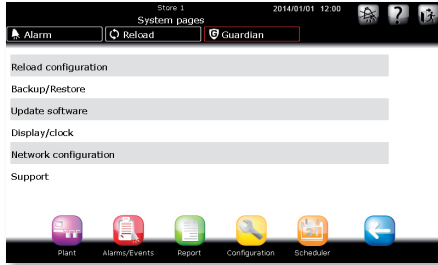 Store 1
2014/01/01 12:00
System pages
Alarm
Reload
Guardian
Reload configuration
Backup/Restore
Update software
Display/clock
Network configuration
Support
Plant
Alarms/Events
Report
Configuration
Scheduler